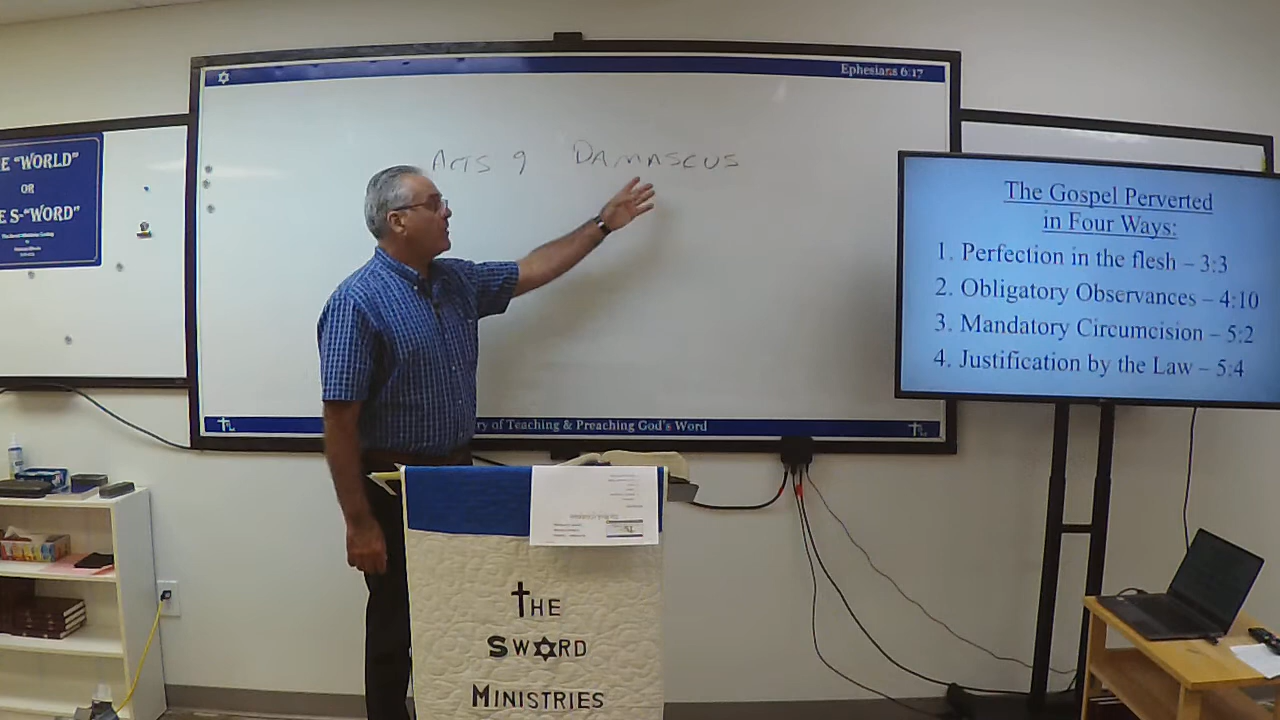 Ephesians 6:17
E "WORLD"
OR
E S-"WORD"
ACTS 9 DAMASCUS
The Gospel Perverted
in Four Ways:
1. Perfection in the flesh – 3:3
2. Obligatory Observances – 4:10
3. Mandatory Circumcision – 5:2
4. Justification by the Law – 5:4
ry of Teaching & Preaching God's Word
THE
SWORD
MINISTRIES